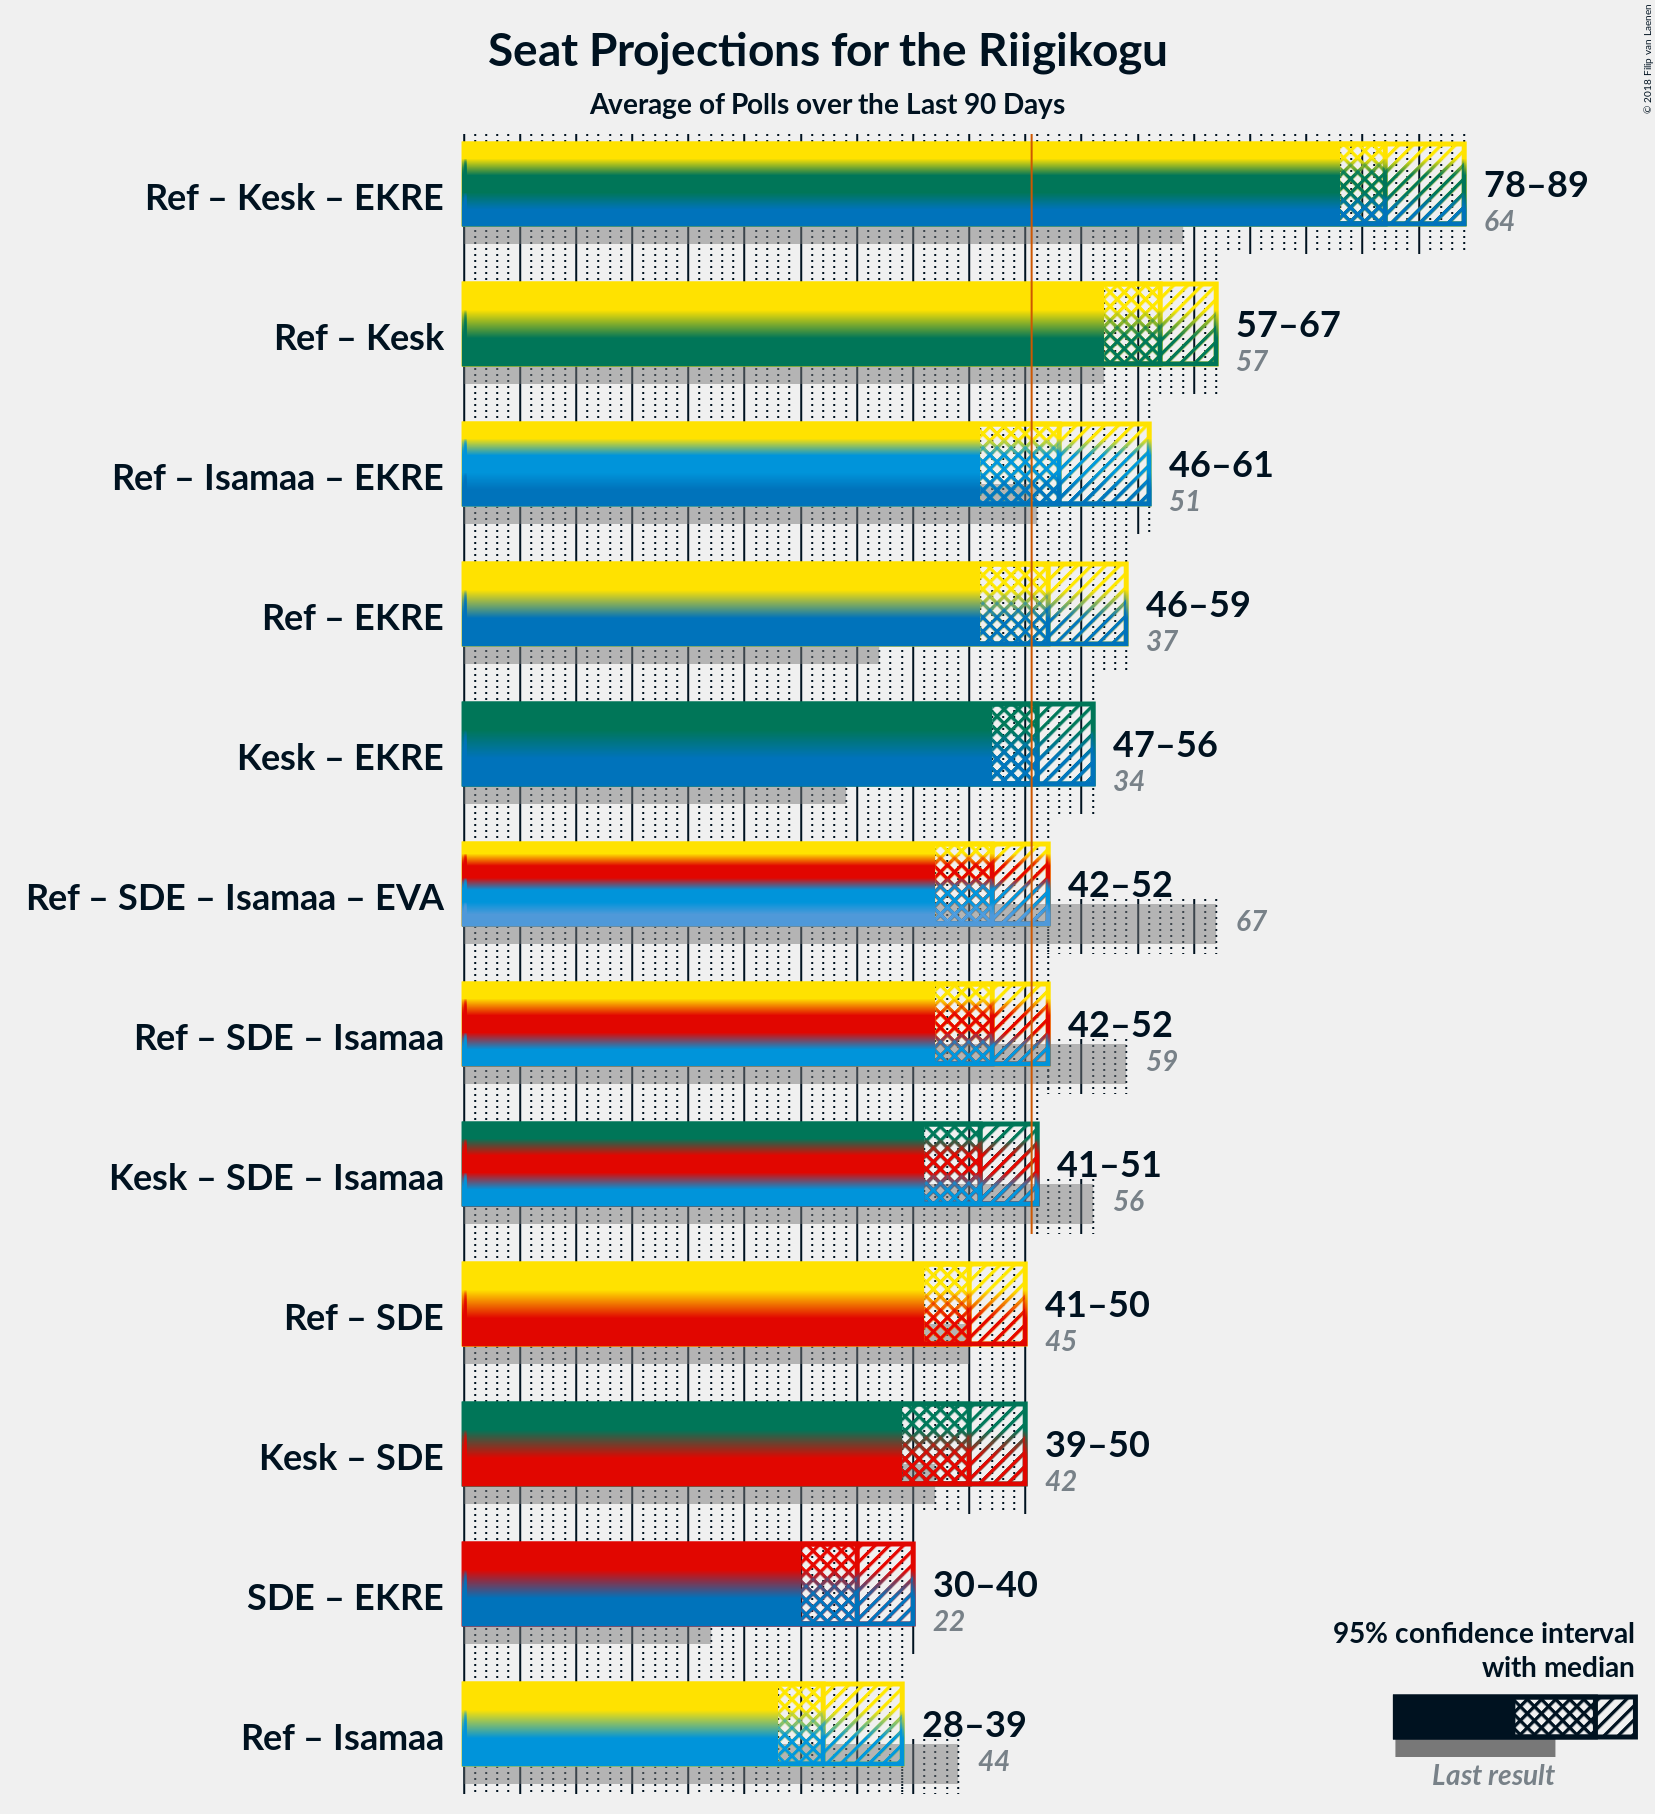 Seat Projections for the Riigikogu
Average of Polls over the Last 90 Days
© 2018 Filip van Laenen
Ref – Kesk – EKRE
78–89
64
Ref – Kesk
57–67
57
Ref – Isamaa – EKRE
46–61
51
Ref – EKRE
46–59
37
Kesk – EKRE
47–56
34
Ref – SDE – Isamaa – EVA
42–52
67
Ref – SDE – Isamaa
42–52
59
Kesk – SDE – Isamaa
41–51
56
Ref – SDE
41–50
45
Kesk – SDE
39–50
42
SDE – EKRE
30–40
22
Ref – Isamaa
28–39
44
95% confidence interval
with median
Last result